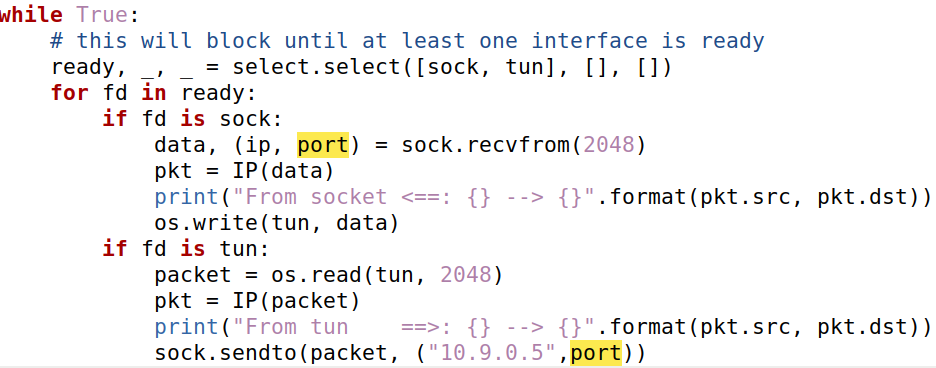 while True:
    # this will block until at least one interface is ready
    ready, _, _ = select.select([sock, tun], [], [])
    for fd in ready:
        if fd is sock:
            data, (ip, port) = sock.recvfrom(2048)
            pkt = IP(data)
            print("From socket <==: {} --> {}".format(pkt.src, pkt.dst))
            os.write(tun, data)
        if fd is tun:
            packet = os.read(tun, 2048)
            pkt = IP(packet)
            print("From tun    ==>: {} --> {}".format(pkt.src, pkt.dst))
            sock.sendto(packet, ("10.9.0.5",port))